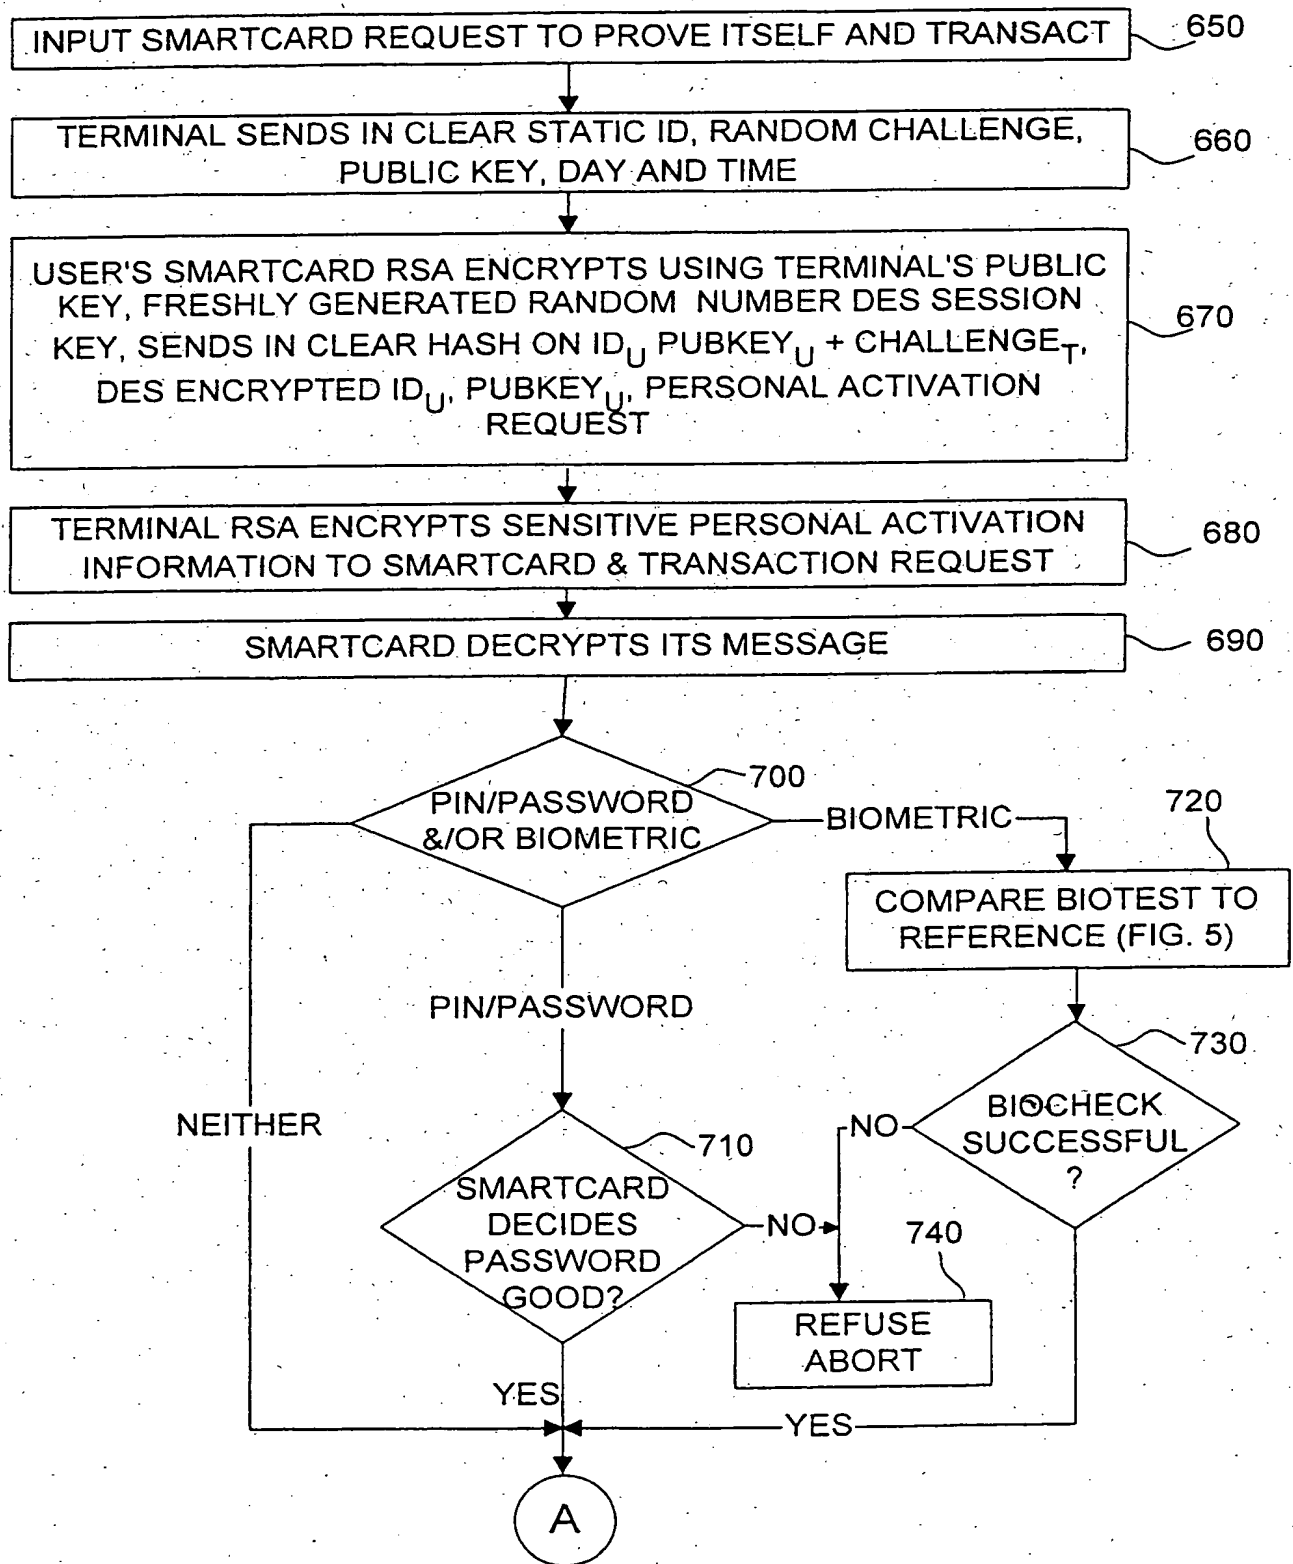 INPUT SMARTCARD REQUEST TO PROVE ITSELF AND TRANSACT
650
TERMINAL SENDS IN CLEAR STATIC ID, RANDOM CHALLENGE,
PUBLIC KEY, DAY AND TIME
660
USER'S SMARTCARD RSA ENCRYPTS USING TERMINAL'S PUBLIC
KEY, FRESHLY GENERATED RANDOM NUMBER DES SESSION
KEY, SENDS IN CLEAR HASH ON ID_U PUBKEY_U + CHALLENGE_T,
DES ENCRYPTED ID_U, PUBKEY_U, PERSONAL ACTIVATION
REQUEST
670
TERMINAL RSA ENCRYPTS SENSITIVE PERSONAL ACTIVATION
INFORMATION TO SMARTCARD & TRANSACTION REQUEST
680
SMARTCARD DECRYPTS ITS MESSAGE
690
700
PIN/PASSWORD
&/OR BIOMETRIC
BIOMETRIC
720
COMPARE BIOTEST TO
REFERENCE (FIG. 5)
PIN/PASSWORD
730
BIOCHECK
SUCCESSFUL
?
NO
NEITHER
710
SMARTCARD
DECIDES
PASSWORD
GOOD?
NO
740
REFUSE
ABORT
YES
YES
A